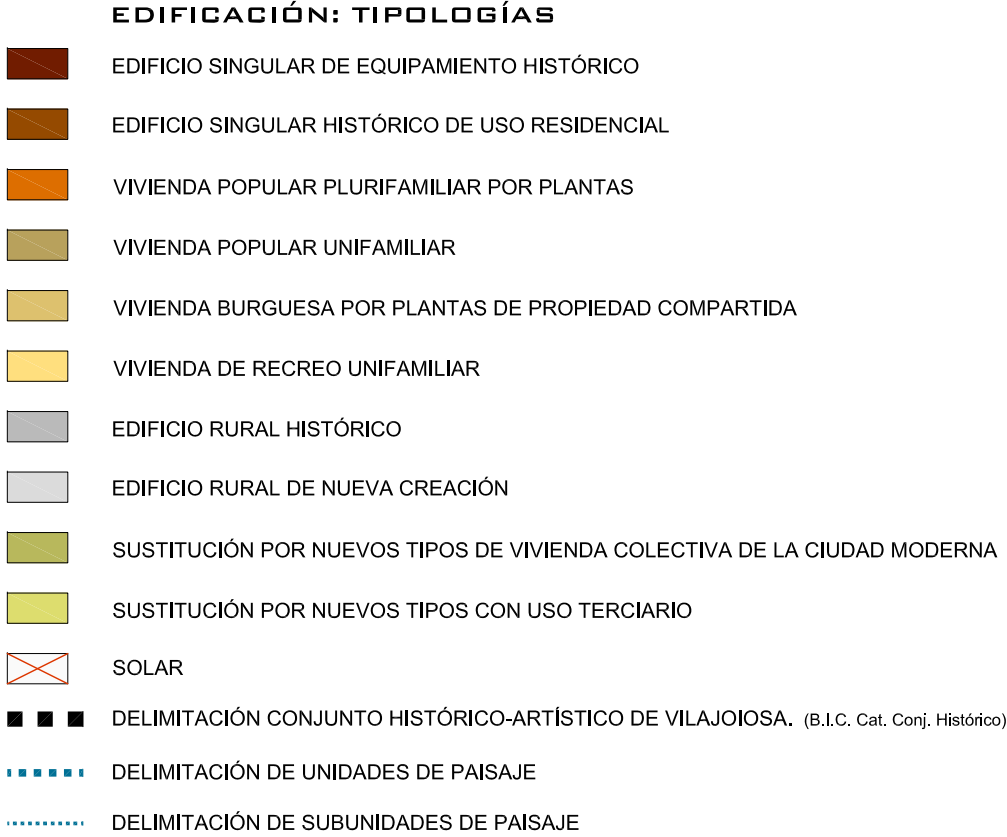 EDIFICACIÓN: TIPOLOGÍAS
EDIFICIO SINGULAR DE EQUIPAMIENTO HISTÓRICO
EDIFICIO SINGULAR HISTÓRICO DE USO RESIDENCIAL
VIVIENDA POPULAR PLURIFAMILIAR POR PLANTAS
VIVIENDA POPULAR UNIFAMILIAR
VIVIENDA BURGUESA POR PLANTAS DE PROPIEDAD COMPARTIDA
VIVIENDA DE RECREO UNIFAMILIAR
EDIFICIO RURAL HISTÓRICO
EDIFICIO RURAL DE NUEVA CREACIÓN
SUSTITUCIÓN POR NUEVOS TIPOS DE VIVIENDA COLECTIVA DE LA CIUDAD MODERNA
SUSTITUCIÓN POR NUEVOS TIPOS CON USO TERCIARIO
SOLAR
DELIMITACIÓN CONJUNTO HISTÓRICO-ARTÍSTICO DE VILAJOIOSA. (B.I.C. Cat. Conj. Histórico)
DELIMITACIÓN DE UNIDADES DE PAISAJE
DELIMITACIÓN DE SUBUNIDADES DE PAISAJE